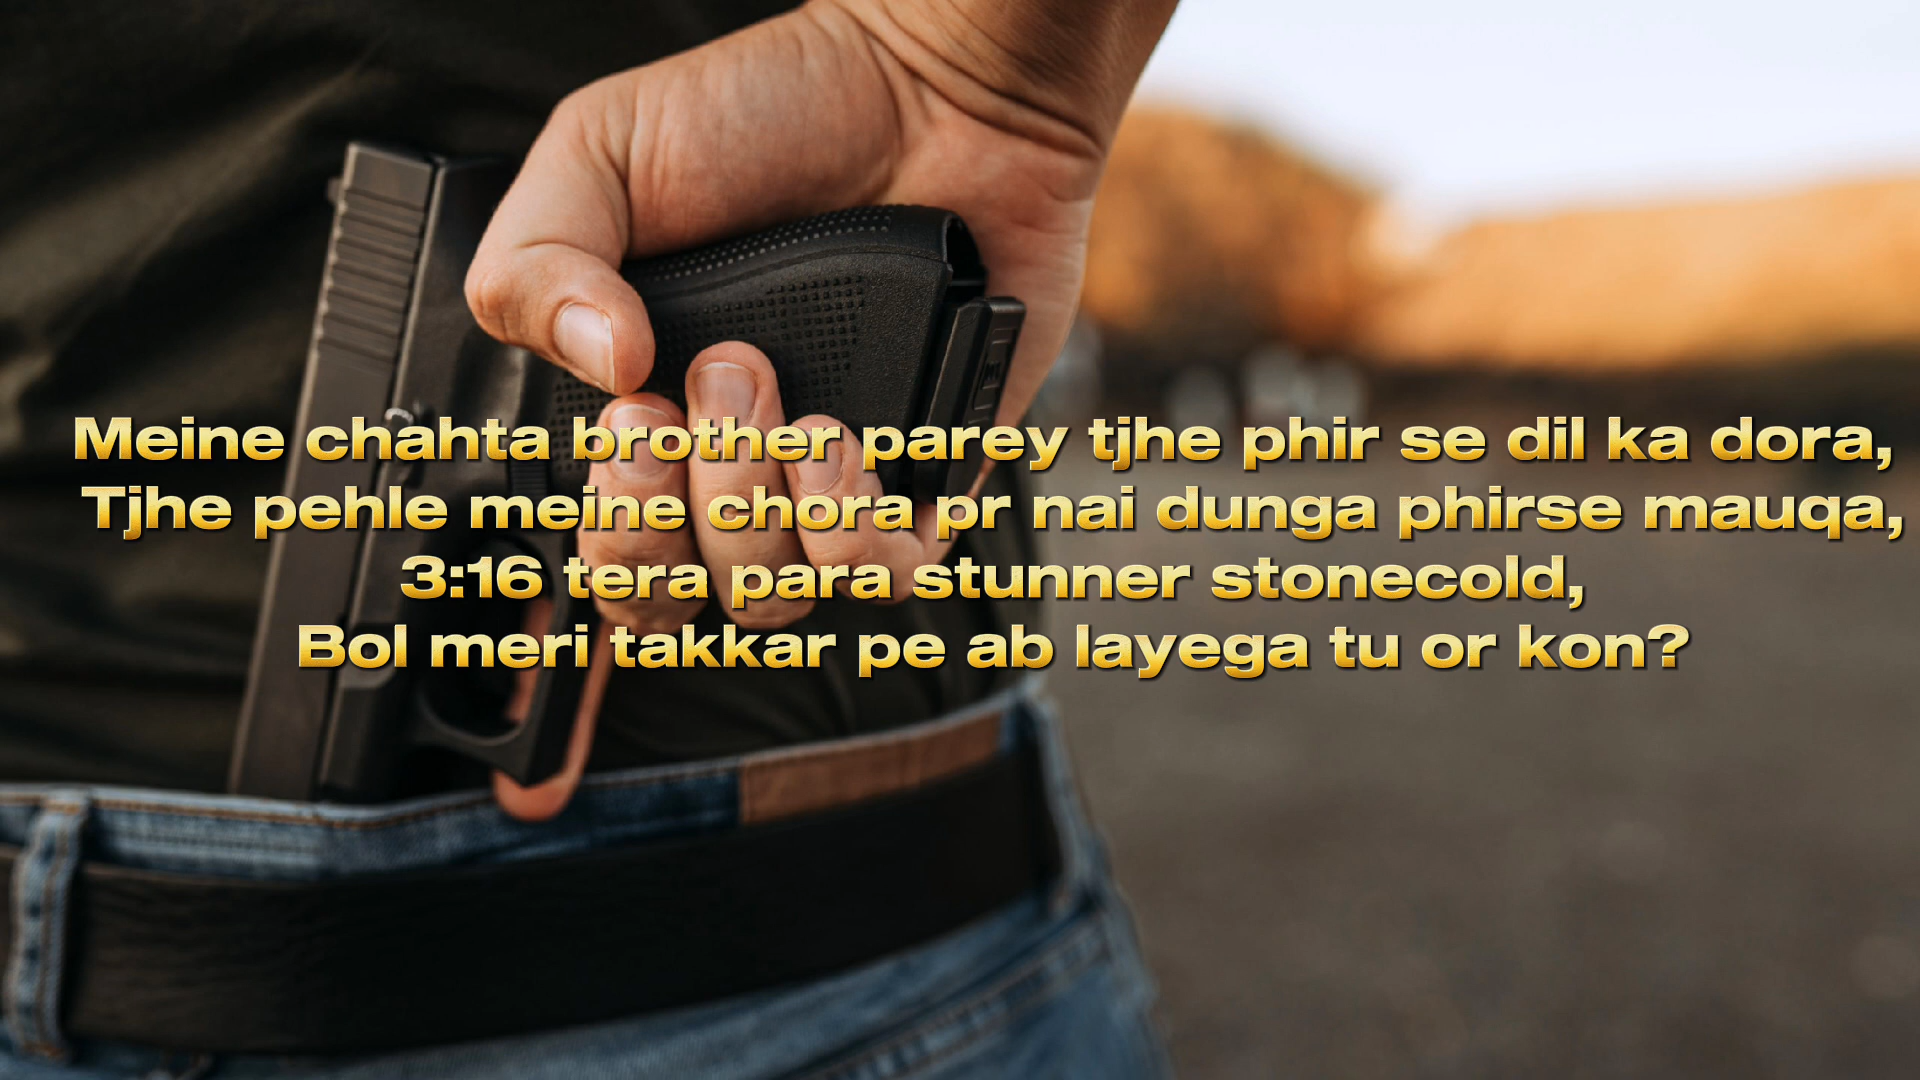 Meine chahta brother parey tjhe phir se dil ka dora,
Tjhe pehle meine chora pr nai dunga phirse mauqa,
3:16 tera para stunner stonecold,
Bol meri takkar pe ab layega tu or kon?